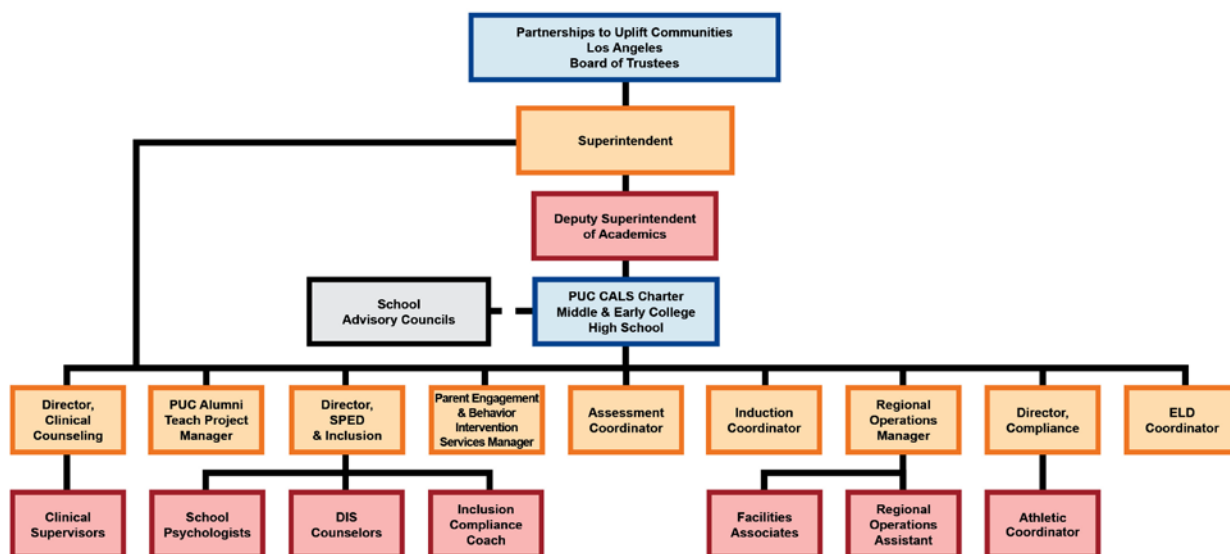 Partnerships to Uplift Communities
Los Angeles
Board of Trustees
Superintendent
Deputy Superintendent
of Academics
School
Advisory Councils
PUC CALS Charter
Middle & Early College
High School
Director,
Clinical
Counseling
PUC Alumni
Teach Project
Manager
Director,
SPED
& Inclusion
Parent Engagement
& Behavior
Intervention
Services Manager
Assessment
Coordinator
Induction
Coordinator
Regional
Operations
Manager
Director,
Compliance
ELD
Coordinator
Clinical
Supervisors
School
Psychologists
DIS
Counselors
Inclusion
Compliance
Coach
Facilities
Associates
Regional
Operations
Assistant
Athletic
Coordinator